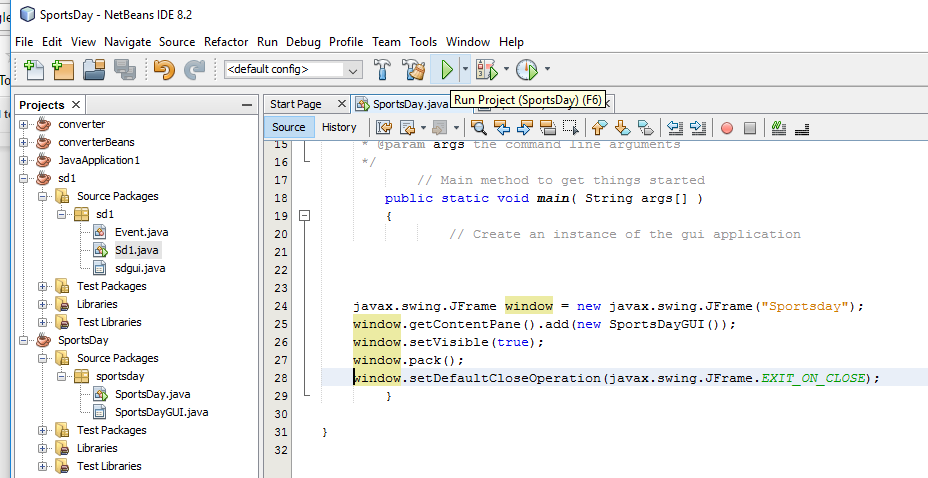 SportsDay - NetBeans IDE 8.2
File Edit View Navigate Source Refactor Run Debug Profile Team Tools Window Help
<default config>
Run Project (SportsDay) (F6)
Projects
Start Page
SportsDay.java
Source History
converter
converterBeans
JavaApplication1
sd1
Source Packages
sd1
Event.java
Sd1.java
sdgui.java
Test Packages
Libraries
Test Libraries
SportsDay
Source Packages
sportsday
SportsDay.java
SportsDayGUI.java
Test Packages
Libraries
Test Libraries
15 * @param args the command line arguments
16 */
17 // Main method to get things started
18 public static void main( String args[] )
19 {
20 // Create an instance of the gui application
21
22
23
24 javax.swing.JFrame window = new javax.swing.JFrame("Sportsday");
25 window.getContentPane().add(new SportsDayGUI());
26 window.setVisible(true);
27 window.pack();
28 window.setDefaultCloseOperation(javax.swing.JFrame.EXIT_ON_CLOSE);
29 }
30
31 }
32